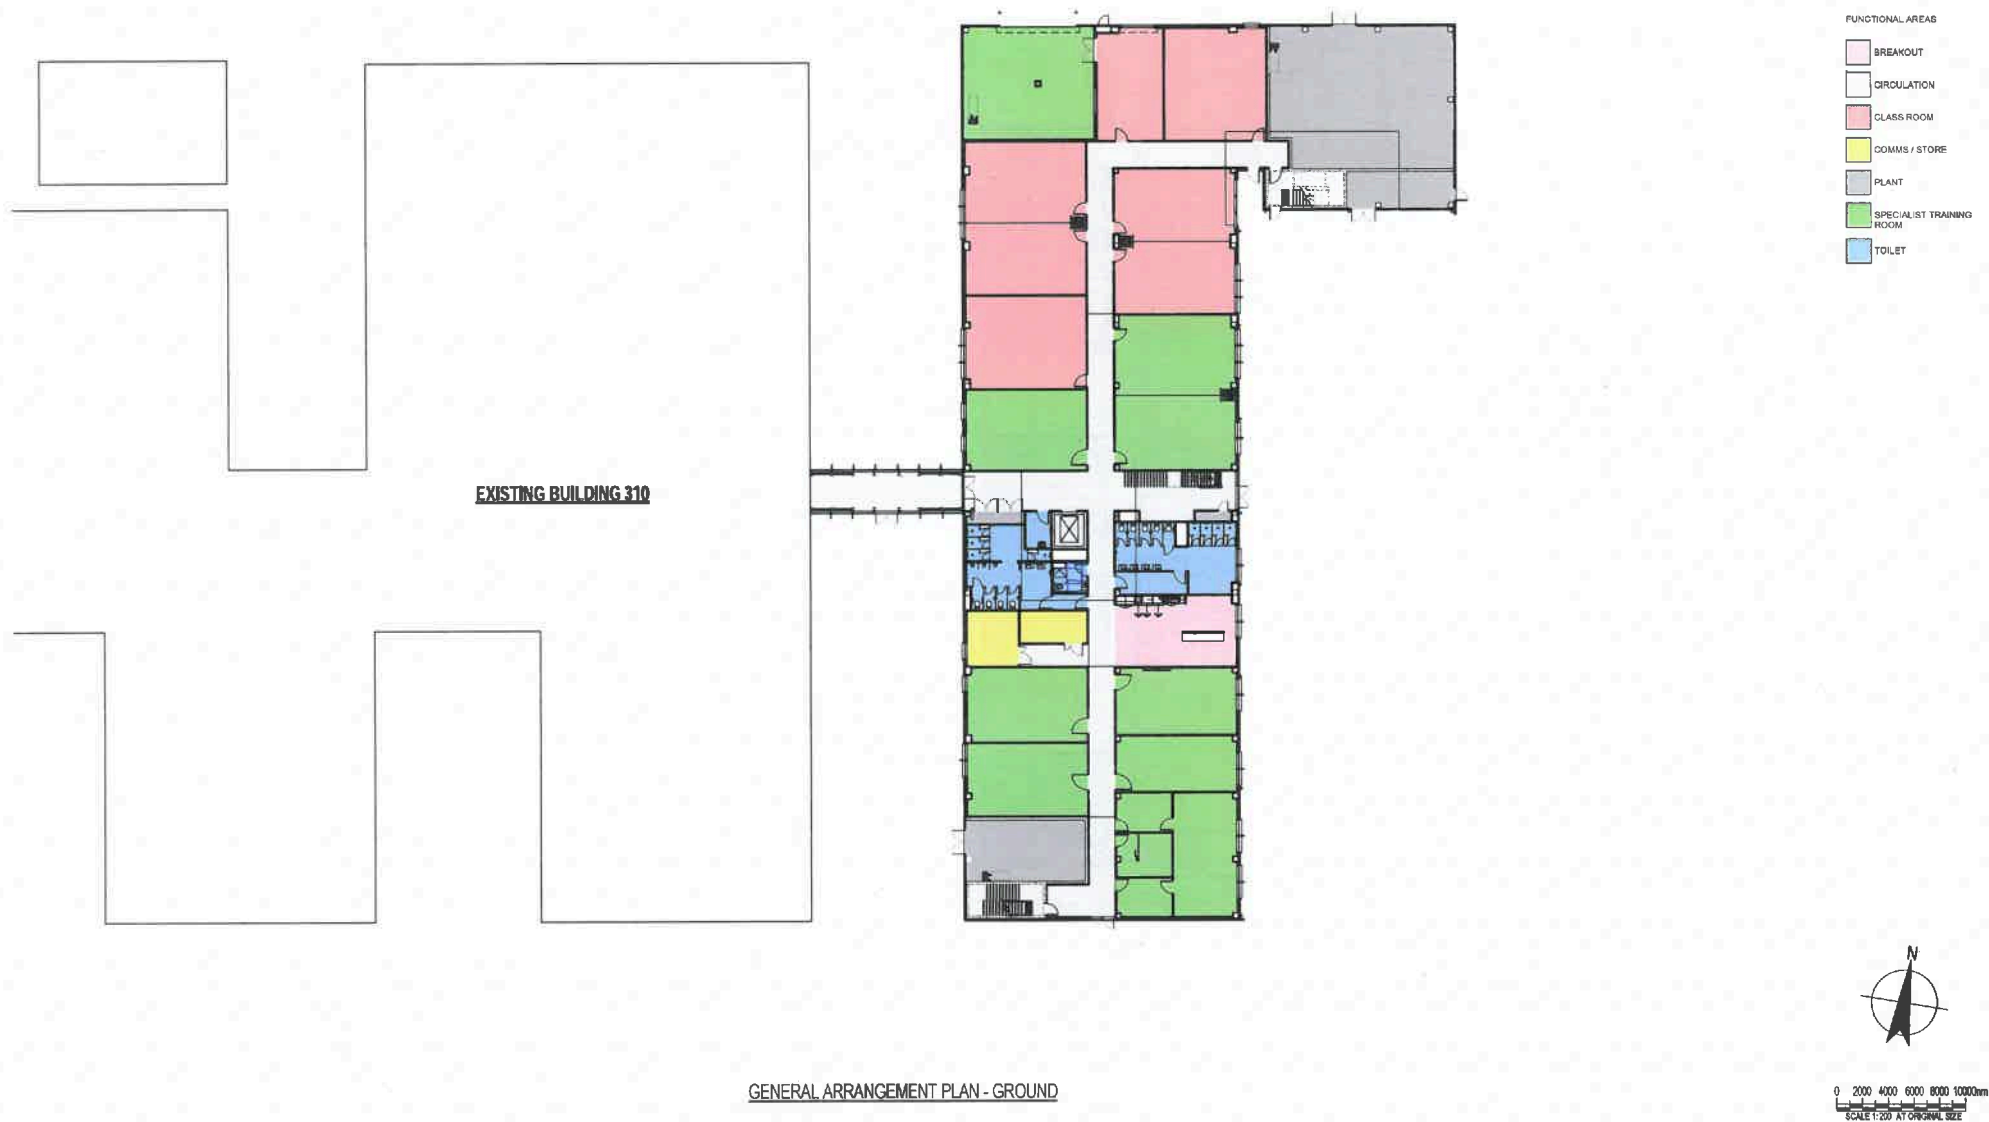 FUNCTIONAL AREAS
BREAKOUT
CIRCULATION
CLASS ROOM
COMMS / STORE
PLANT
SPECIALIST TRAINING
ROOM
TOILET
EXISTING BUILDING 310
N
GENERAL ARRANGEMENT PLAN - GROUND
0 2000 4000 6000 8000 10000mm
SCALE 1:200 AT ORIGINAL SIZE